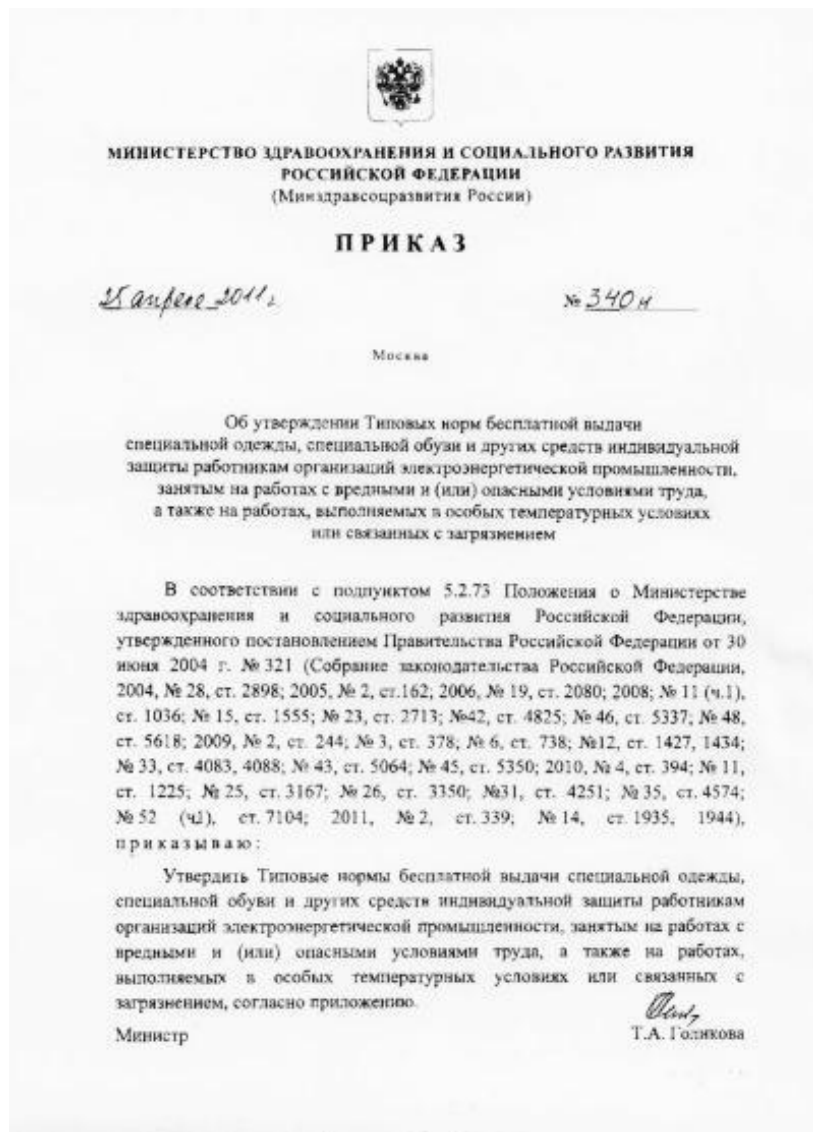 МИНИСТЕРСТВО ЗДРАВООХРАНЕНИЯ И СОЦИАЛЬНОГО РАЗВИТИЯ
РОССИЙСКОЙ ФЕДЕРАЦИИ
(Минздравсоцразвития России)
ПРИКАЗ
25 апреля 2011 г.
№ 340н
Москва
Об утверждении Типовых норм бесплатной выдачи
специальной одежды, специальной обуви и других средств индивидуальной
защиты работникам организаций электроэнергетической промышленности,
занятым на работах с вредными и (или) опасными условиями труда,
а также на работах, выполняемых в особых температурных условиях
или связанных с загрязнением
В соответствии с подпунктом 5.2.73 Положения о Министерстве
здравоохранения и социального развития Российской Федерации,
утвержденного постановлением Правительства Российской Федерации от 30
июня 2004 г. № 321 (Собрание законодательства Российской Федерации,
2004, № 28, ст. 2898; 2005, № 2, ст.162; 2006, № 19, ст. 2080; 2008; № 11 (ч.1),
ст. 1036; № 15, ст. 1555; № 23, ст. 2713; №42, ст. 4825; № 46, ст. 5337; № 48,
ст. 5618; 2009, № 2, ст. 244; № 3, ст. 378; № 6, ст. 738; №12, ст. 1427, 1434;
№ 33, ст. 4083, 4088; № 43, ст. 5064; № 45, ст. 5350; 2010, № 4, ст. 394; № 11,
ст. 1225; № 25, ст. 3167; № 26, ст. 3350; №31, ст. 4251; № 35, ст. 4574;
№ 52 (ч.1), ст. 7104; 2011, № 2, ст. 339; № 14, ст. 1935, 1944),
приказываю:
Утвердить Типовые нормы бесплатной выдачи специальной одежды,
специальной обуви и других средств индивидуальной защиты работникам
организаций электроэнергетической промышленности, занятым на работах с
вредными и (или) опасными условиями труда, а также на работах,
выполняемых в особых температурных условиях или связанных с
загрязнением, согласно приложению.
Министр
Т.А. Голикова